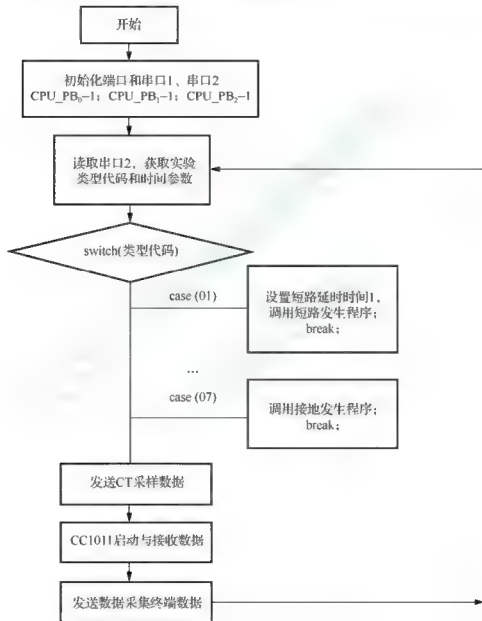 开始
初始化端口和串口1、串口2
CPU_PB₀-1；CPU_PB₁-1；CPU_PB₂-1
读取串口2，获取实验
类型代码和时间参数
switch(类型代码)
case (01)
设置短路延时时间1，
调用短路发生程序；
break；
...
case (07)
调用接地发生程序；
break；
发送CT采样数据
CC1011启动与接收数据
发送数据采集终端数据